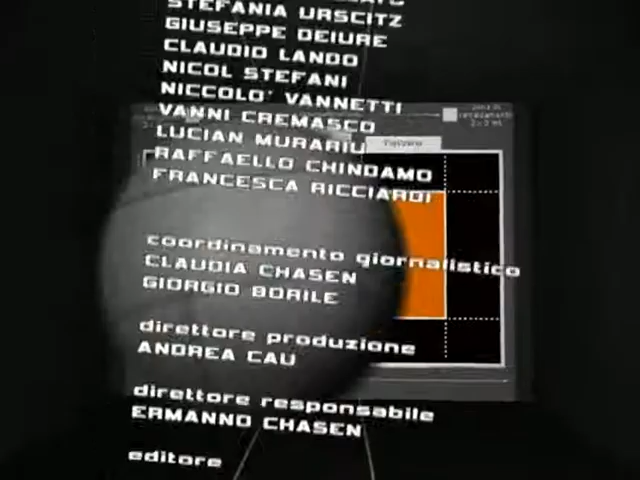 STEFANIA URSCITZ
GIUSEPPE DEIURE
CLAUDIO LANDO
NICOL STEFANI
NICCOLO' VANNETTI
VANNI CREMASCO
LUCIAN MURARIU
RAFFAELLO CHINDAMO
FRANCESCA RICCIARDI
coordinamento giornalistico
CLAUDIA CHASEN
GIORGIO BORILE
direttore produzione
ANDREA CAU
direttore responsabile
ERMANNO CHASEN
editore